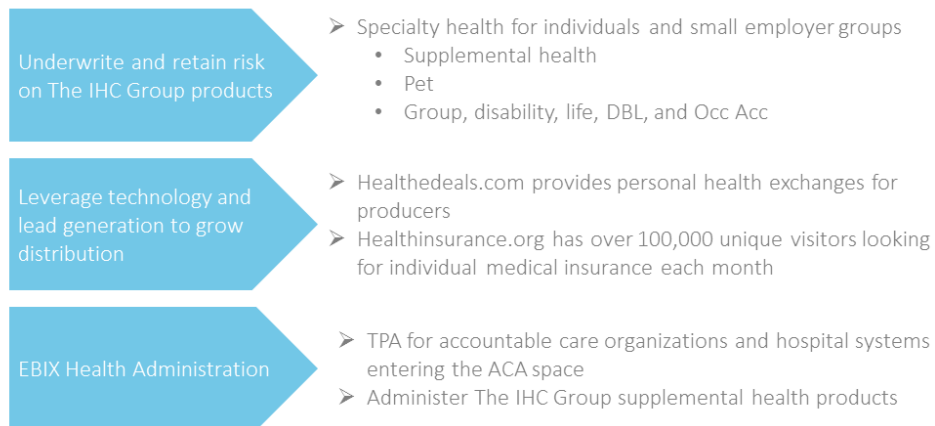 Underwrite and retain risk
on The IHC Group products
➢ Specialty health for individuals and small employer groups
• Supplemental health
• Pet
• Group, disability, life, DBL, and Occ Acc
Leverage technology and
lead generation to grow
distribution
➢ Healthedeals.com provides personal health exchanges for
producers
➢ Healthinsurance.org has over 100,000 unique visitors looking
for individual medical insurance each month
EBIX Health Administration
➢ TPA for accountable care organizations and hospital systems
entering the ACA space
➢ Administer The IHC Group supplemental health products